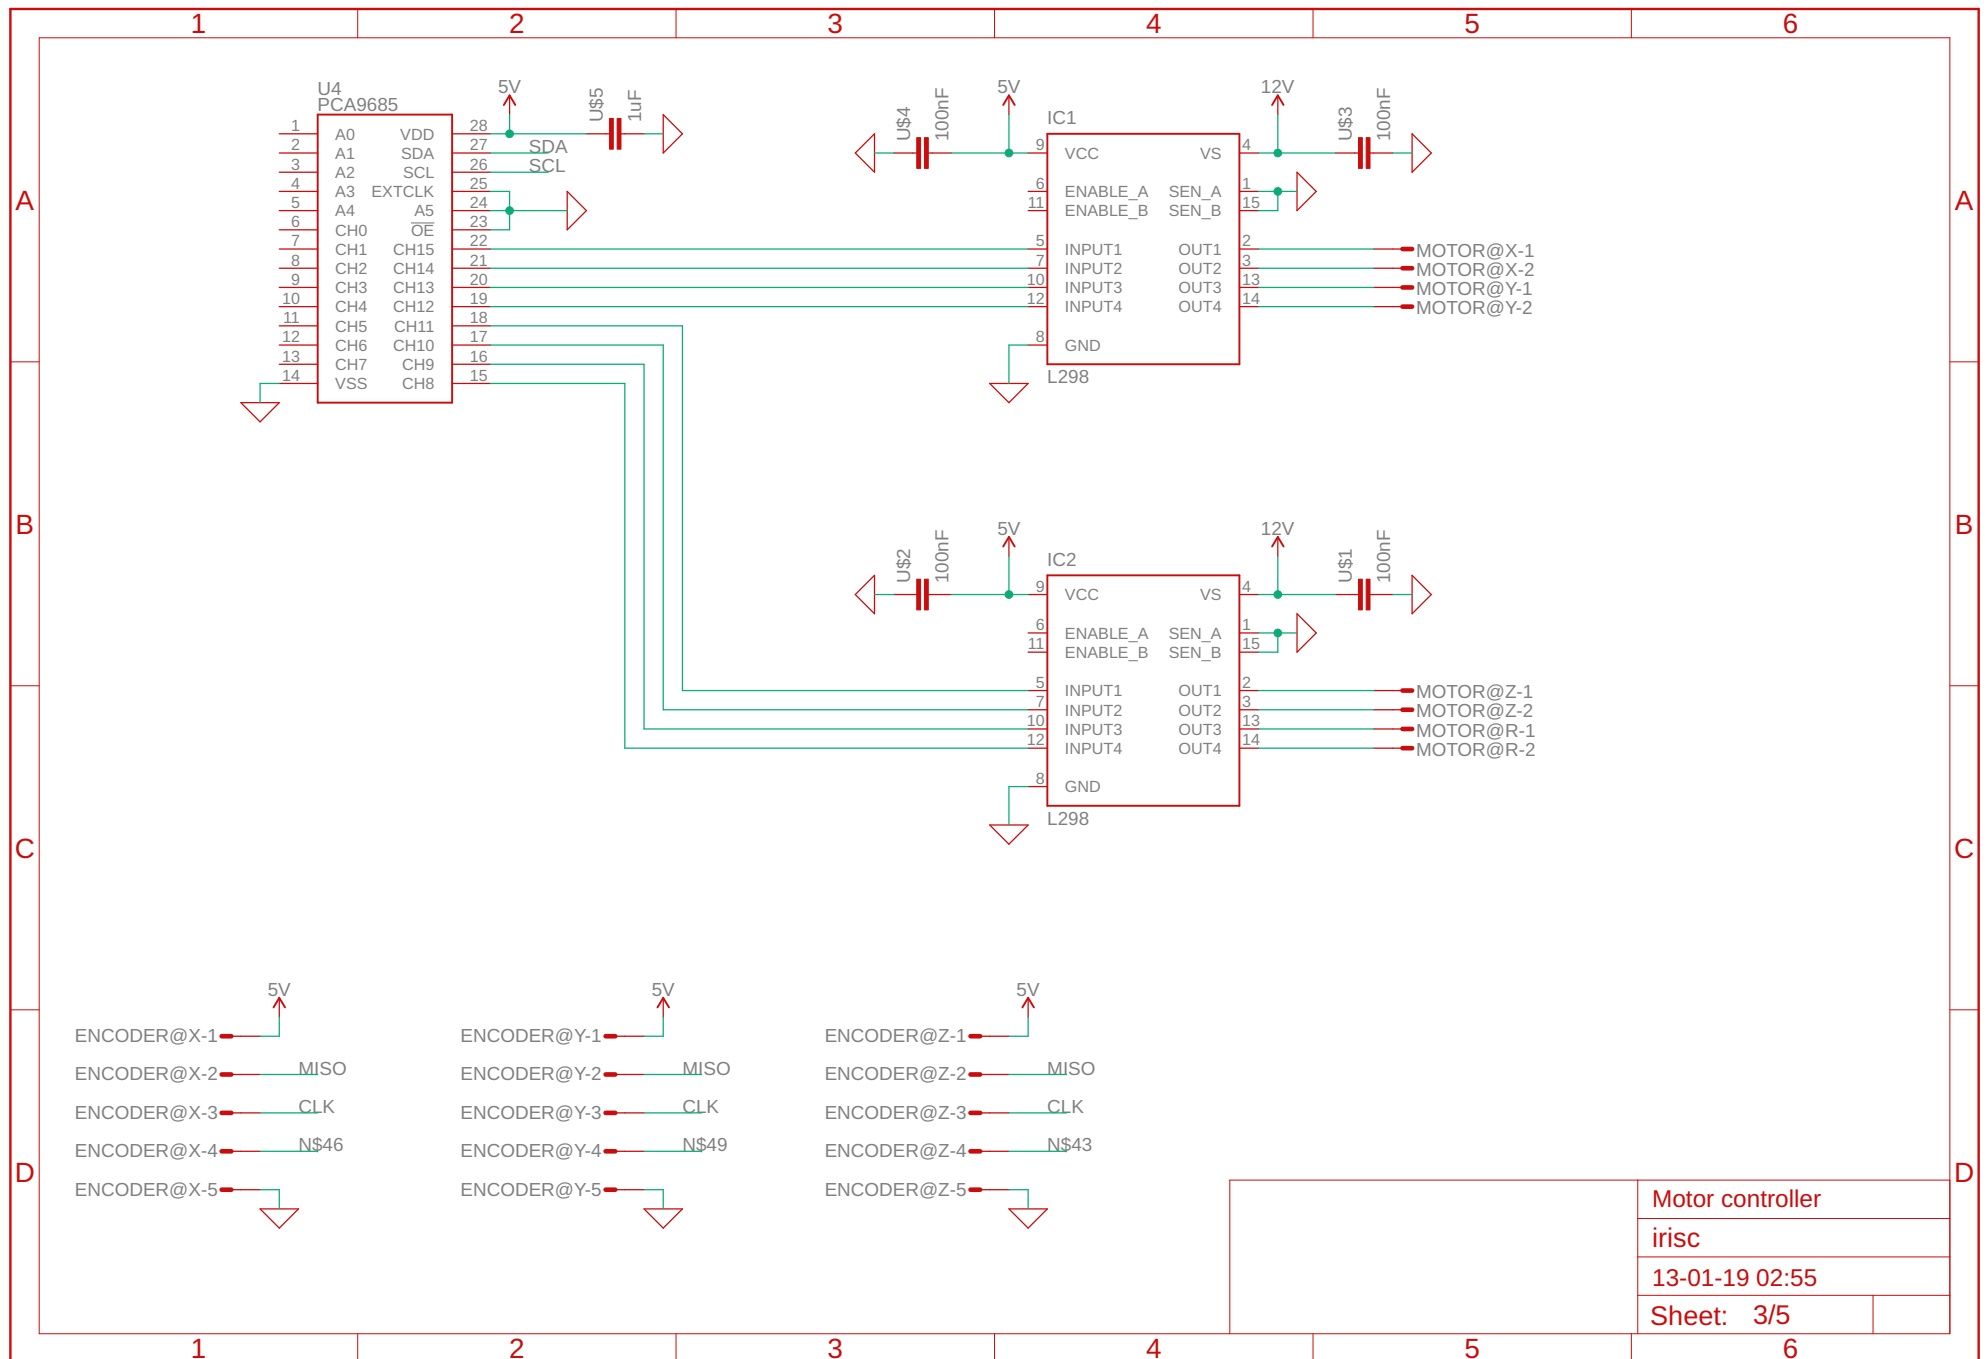 1 2 3 4 5 6
A A
B B
C C
D D
U4
PCA9685
1 A0 VDD 28
2 A1 SDA 27
3 A2 SCL 26
4 A3 EXTCLK 25
5 A4 A5 24
6 CH0 OE 23
7 CH1 CH15 22
8 CH2 CH14 21
9 CH3 CH13 20
10 CH4 CH12 19
11 CH5 CH11 18
12 CH6 CH10 17
13 CH7 CH9 16
14 VSS CH8 15
5V
U$5
1uF
SDA
SCL
U$4
100nF
5V
IC1
12V
U$3
100nF
9 VCC VS 4
6 ENABLE_A SEN_A 1
11 ENABLE_B SEN_B 15
5 INPUT1 OUT1 2 MOTOR@X-1
7 INPUT2 OUT2 3 MOTOR@X-2
10 INPUT3 OUT3 13 MOTOR@Y-1
12 INPUT4 OUT4 14 MOTOR@Y-2
8 GND
L298
U$2
100nF
5V
IC2
12V
U$1
100nF
9 VCC VS 4
6 ENABLE_A SEN_A 1
11 ENABLE_B SEN_B 15
5 INPUT1 OUT1 2 MOTOR@Z-1
7 INPUT2 OUT2 3 MOTOR@Z-2
10 INPUT3 OUT3 13 MOTOR@R-1
12 INPUT4 OUT4 14 MOTOR@R-2
8 GND
L298
5V
ENCODER@X-1
ENCODER@X-2 MISO
ENCODER@X-3 CLK
ENCODER@X-4 N$46
ENCODER@X-5
5V
ENCODER@Y-1
ENCODER@Y-2 MISO
ENCODER@Y-3 CLK
ENCODER@Y-4 N$49
ENCODER@Y-5
5V
ENCODER@Z-1
ENCODER@Z-2 MISO
ENCODER@Z-3 CLK
ENCODER@Z-4 N$43
ENCODER@Z-5
Motor controller
irisc
13-01-19 02:55
Sheet: 3/5
1 2 3 4 5 6